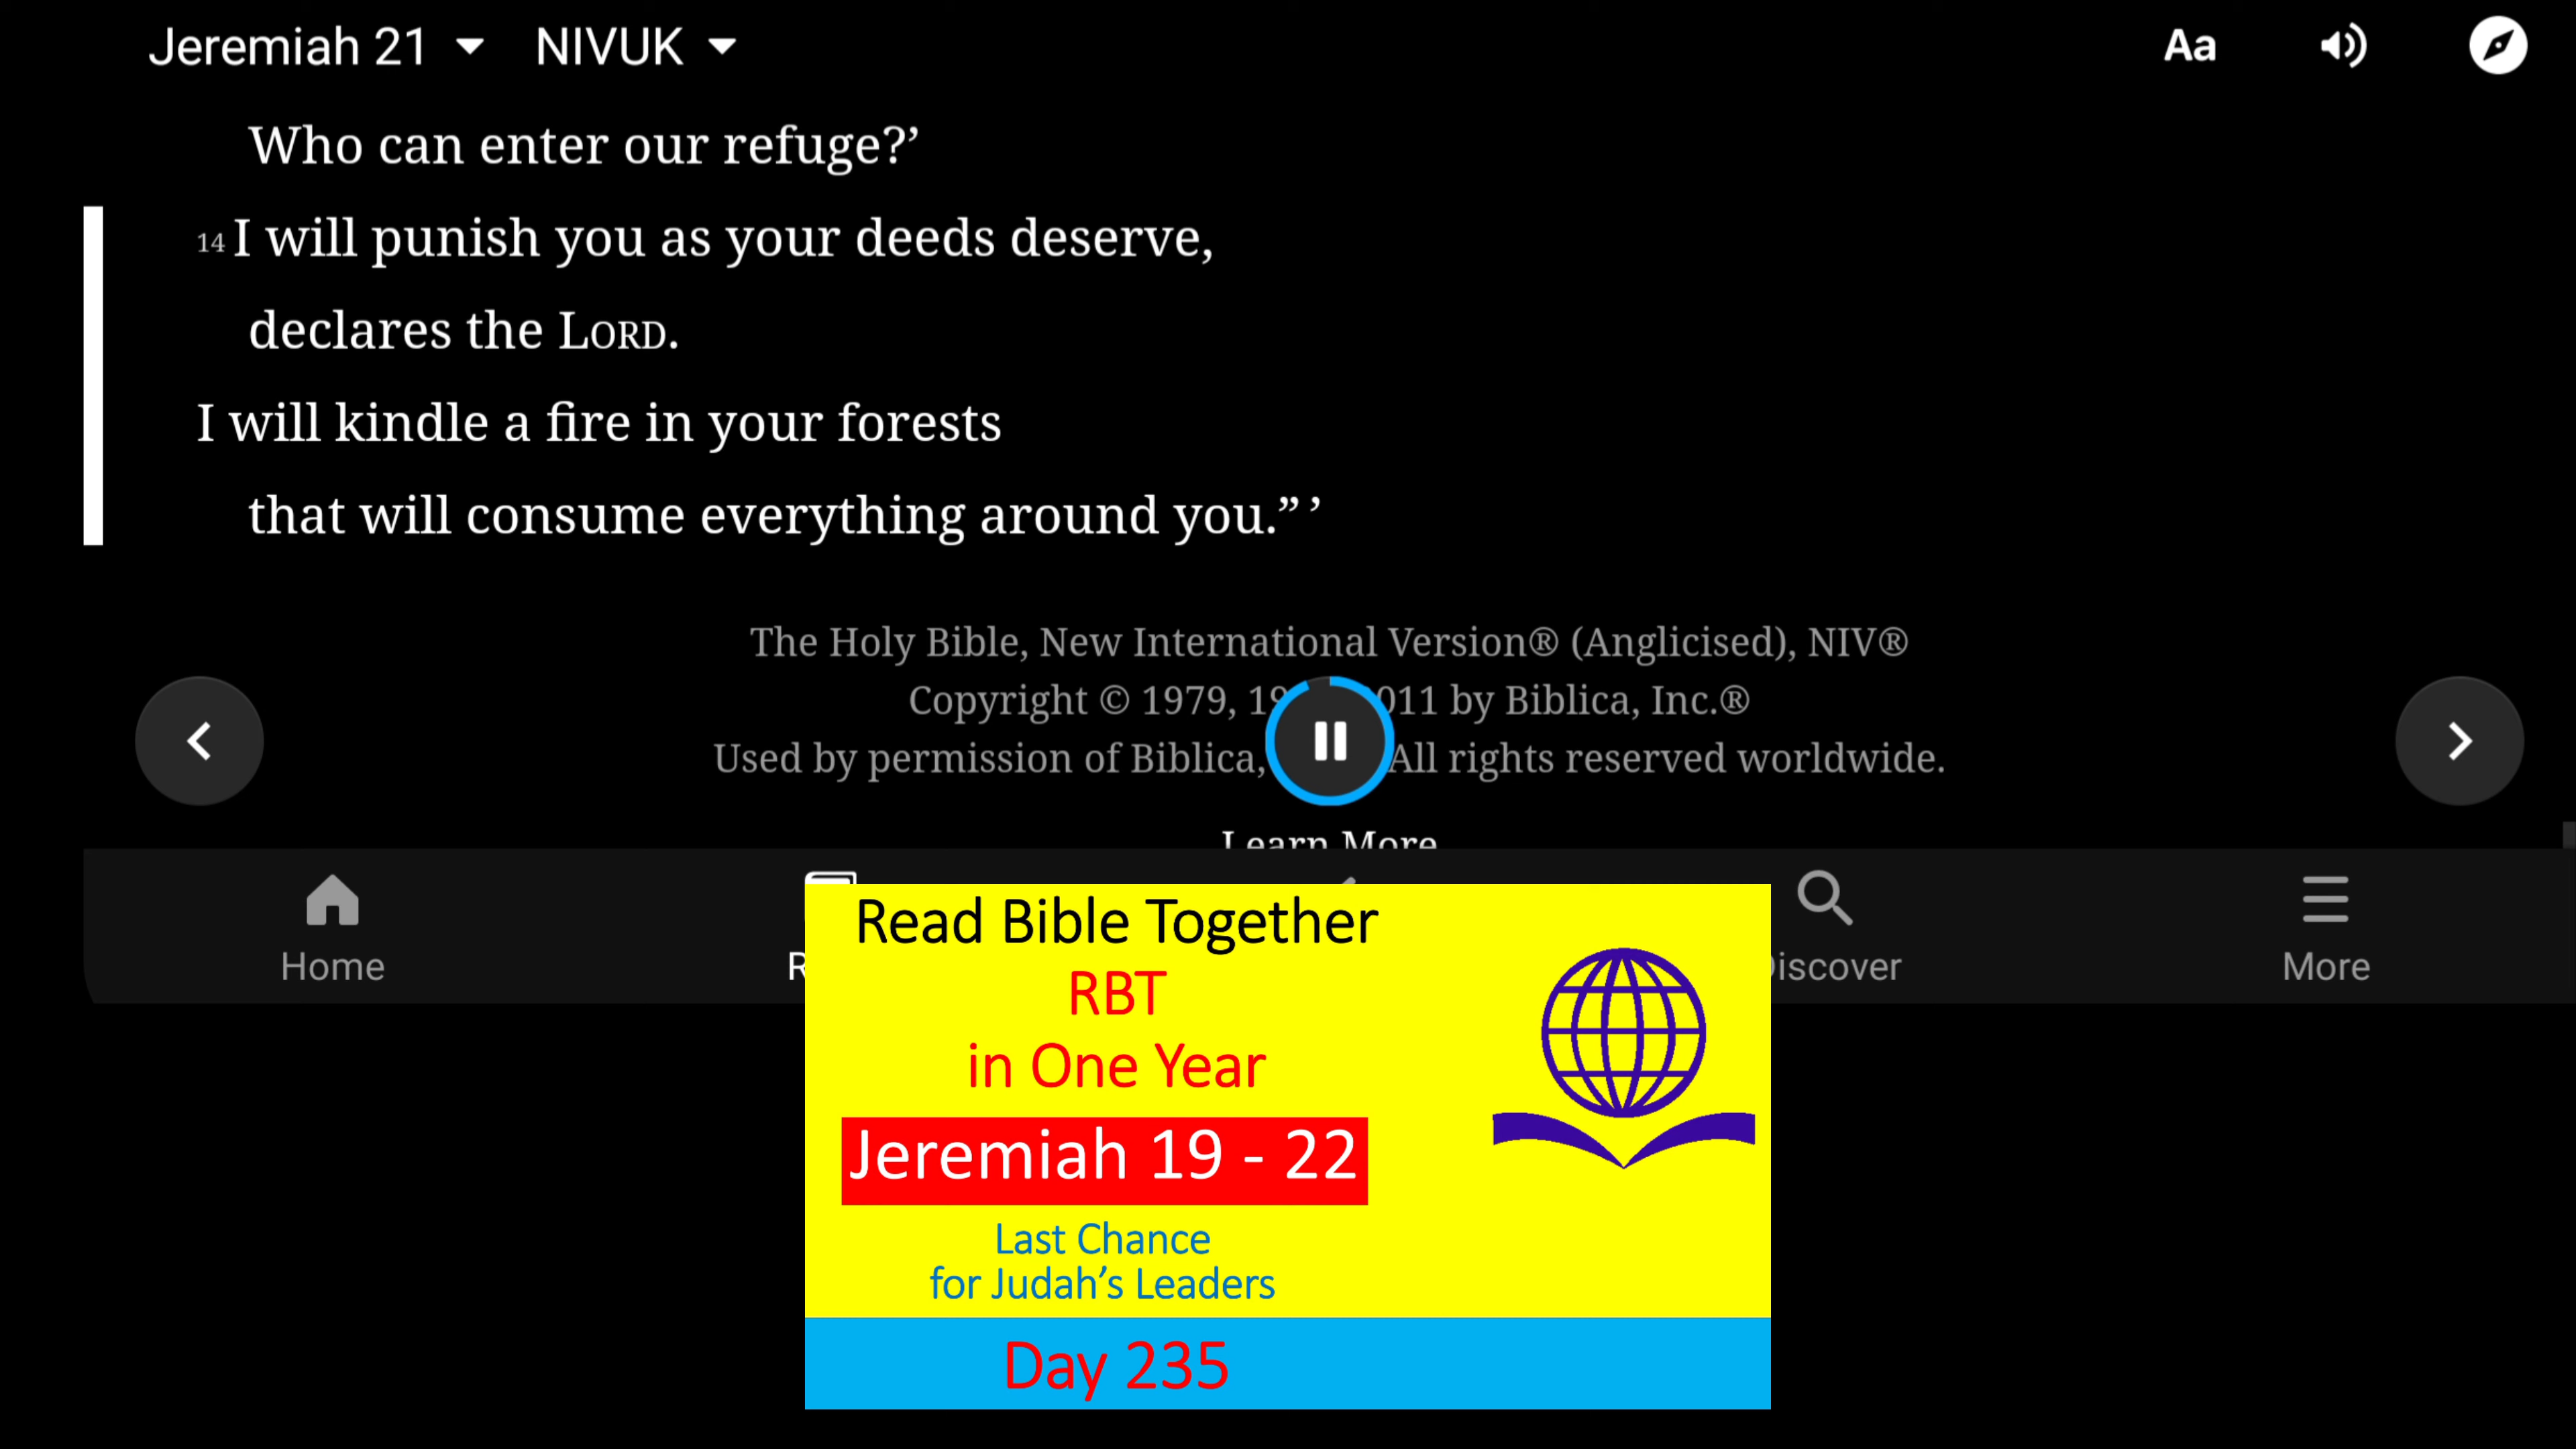 Jeremiah 21 NIVUK Aa
Who can enter our refuge?’
14 I will punish you as your deeds deserve,
declares the LORD.
I will kindle a fire in your forests
that will consume everything around you.” ’
The Holy Bible, New International Version® (Anglicised), NIV®
Copyright © 1979, 011 by Biblica, Inc.®
Used by permission of Biblica, All rights reserved worldwide.
Learn More
Home
iscover
More
Read Bible Together
RBT
in One Year
Jeremiah 19 - 22
Last Chance
for Judah’s Leaders
Day 235